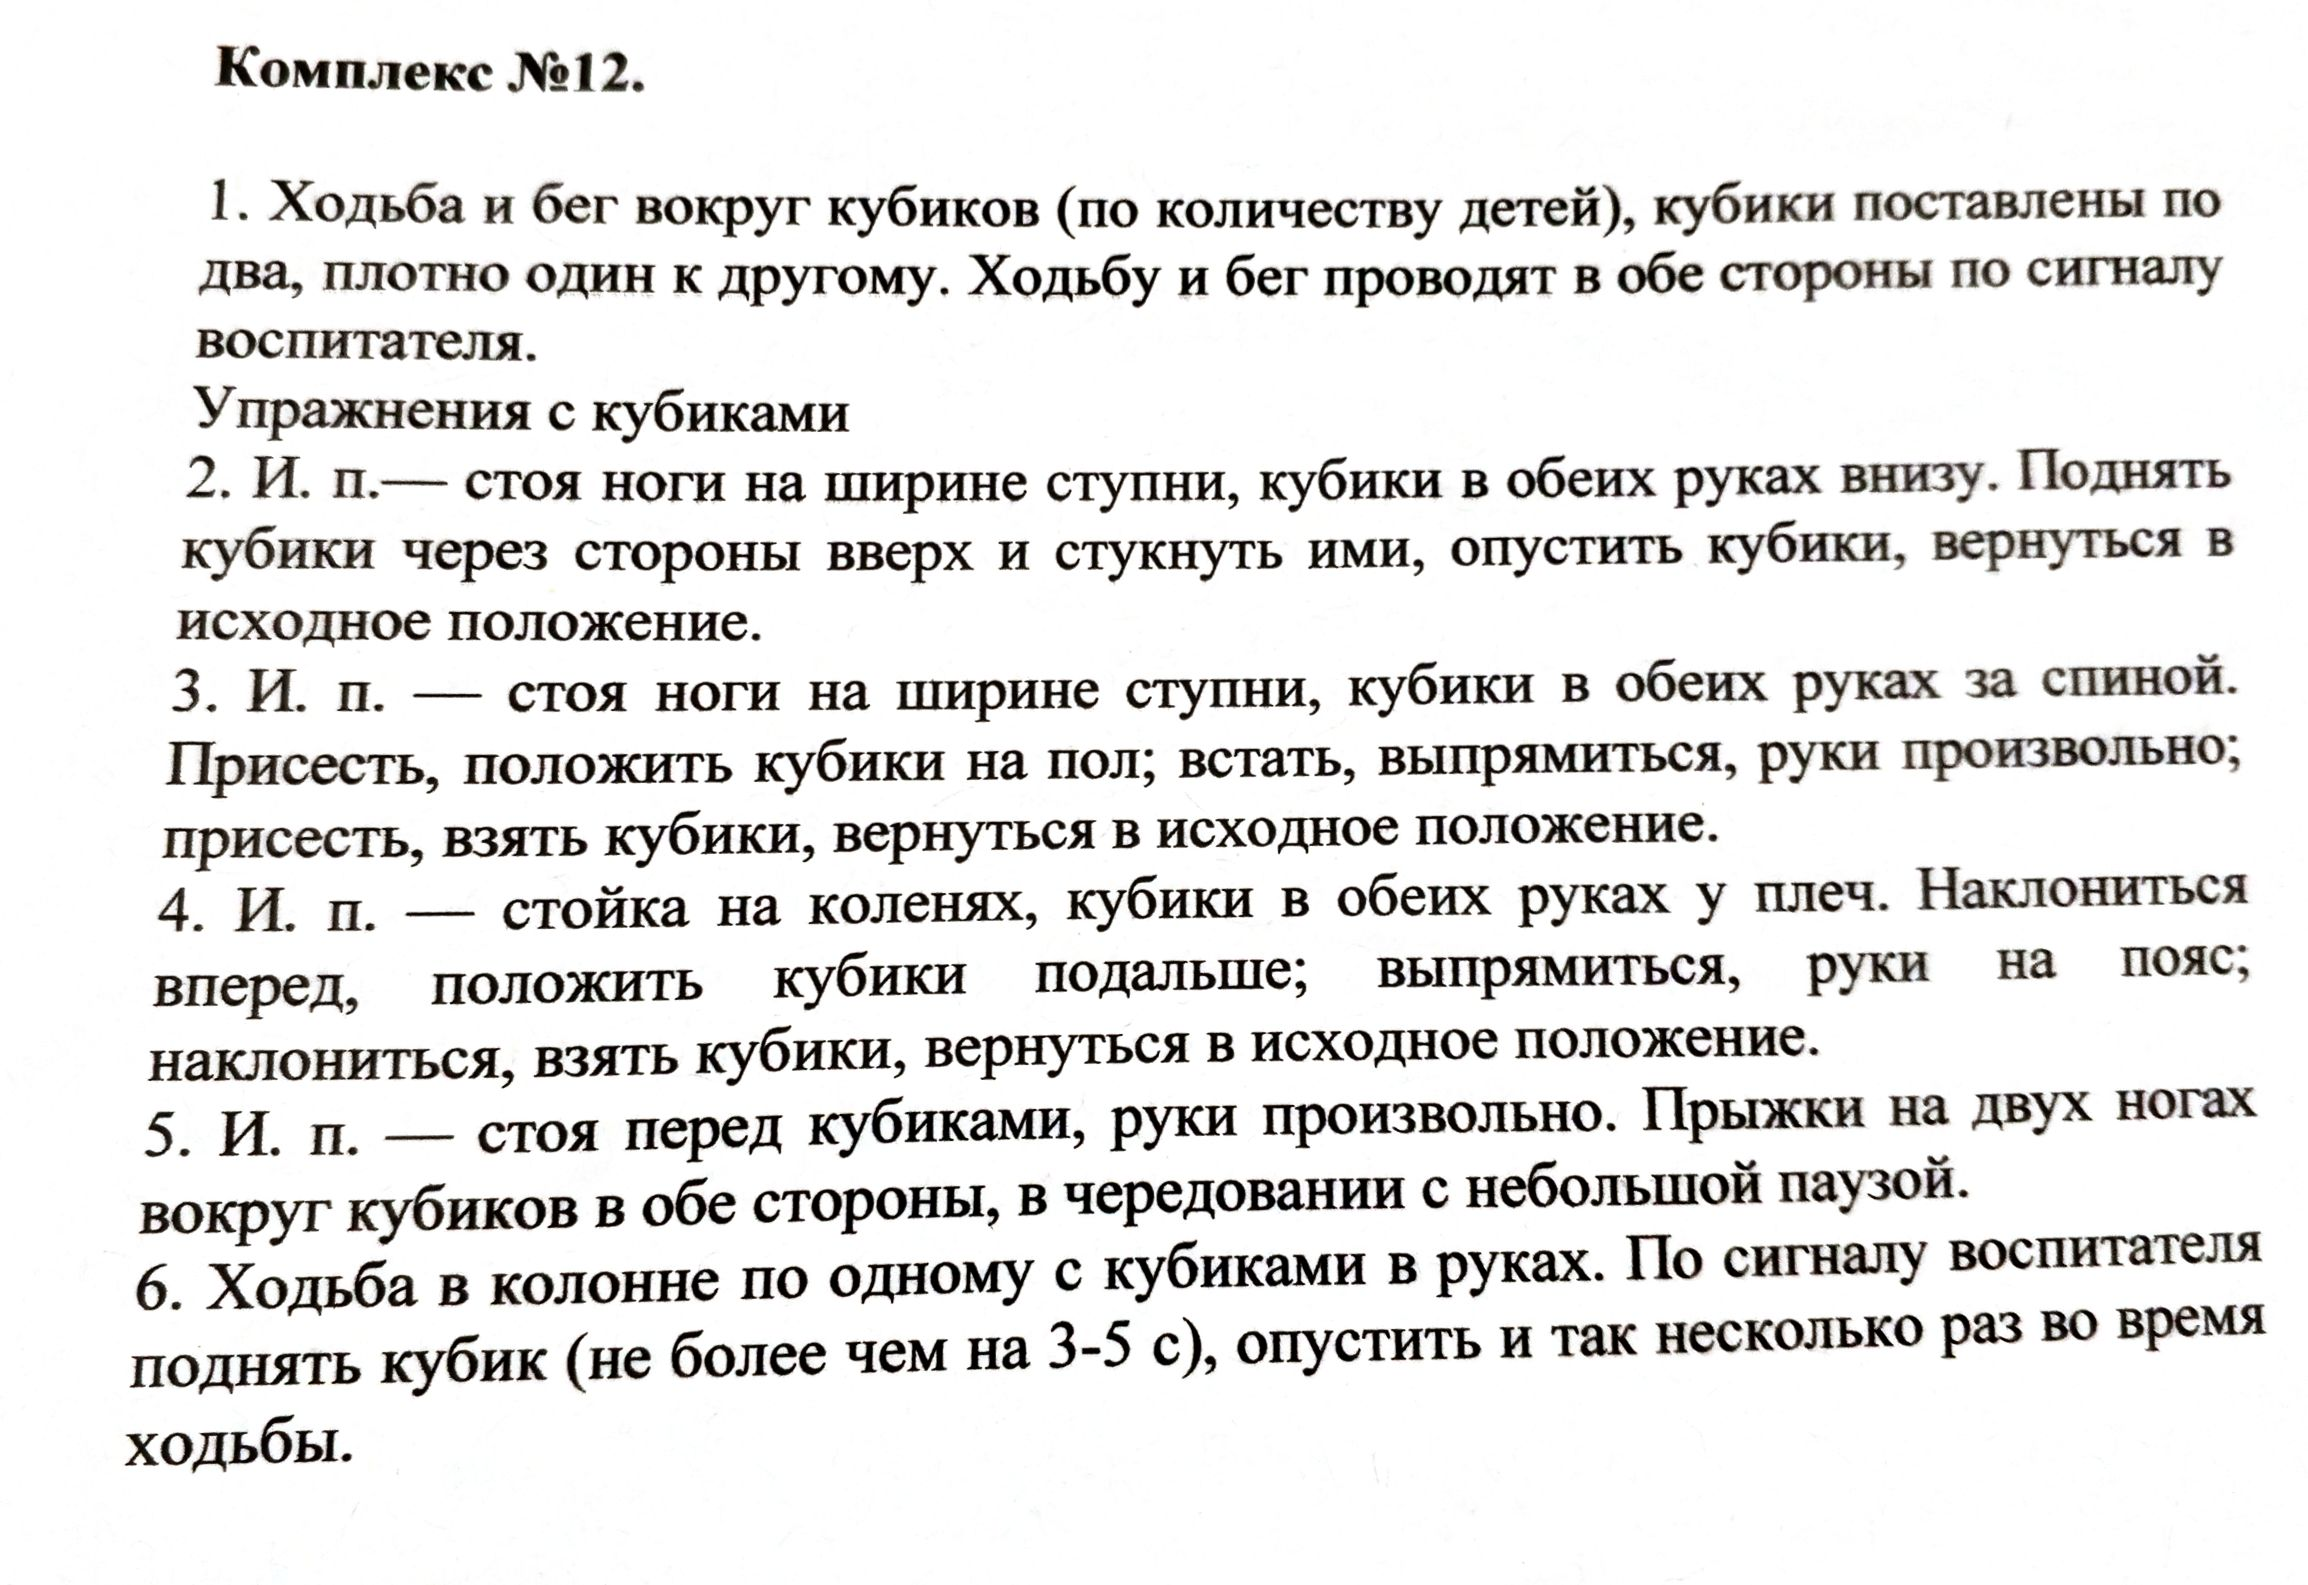 Комплекс №12.
1. Ходьба и бег вокруг кубиков (по количеству детей), кубики поставлены по
два, плотно один к другому. Ходьбу и бег проводят в обе стороны по сигналу
воспитателя.
Упражнения с кубиками
2. И. п.— стоя ноги на ширине ступни, кубики в обеих руках внизу. Поднять
кубики через стороны вверх и стукнуть ими, опустить кубики, вернуться в
исходное положение.
3. И. п. — стоя ноги на ширине ступни, кубики в обеих руках за спиной.
Присесть, положить кубики на пол; встать, выпрямиться, руки произвольно;
присесть, взять кубики, вернуться в исходное положение.
4. И. п. — стойка на коленях, кубики в обеих руках у плеч. Наклониться
вперед, положить кубики подальше; выпрямиться, руки на пояс;
наклониться, взять кубики, вернуться в исходное положение.
5. И. п. — стоя перед кубиками, руки произвольно. Прыжки на двух ногах
вокруг кубиков в обе стороны, в чередовании с небольшой паузой.
6. Ходьба в колонне по одному с кубиками в руках. По сигналу воспитателя
поднять кубик (не более чем на 3-5 с), опустить и так несколько раз во время
ходьбы.